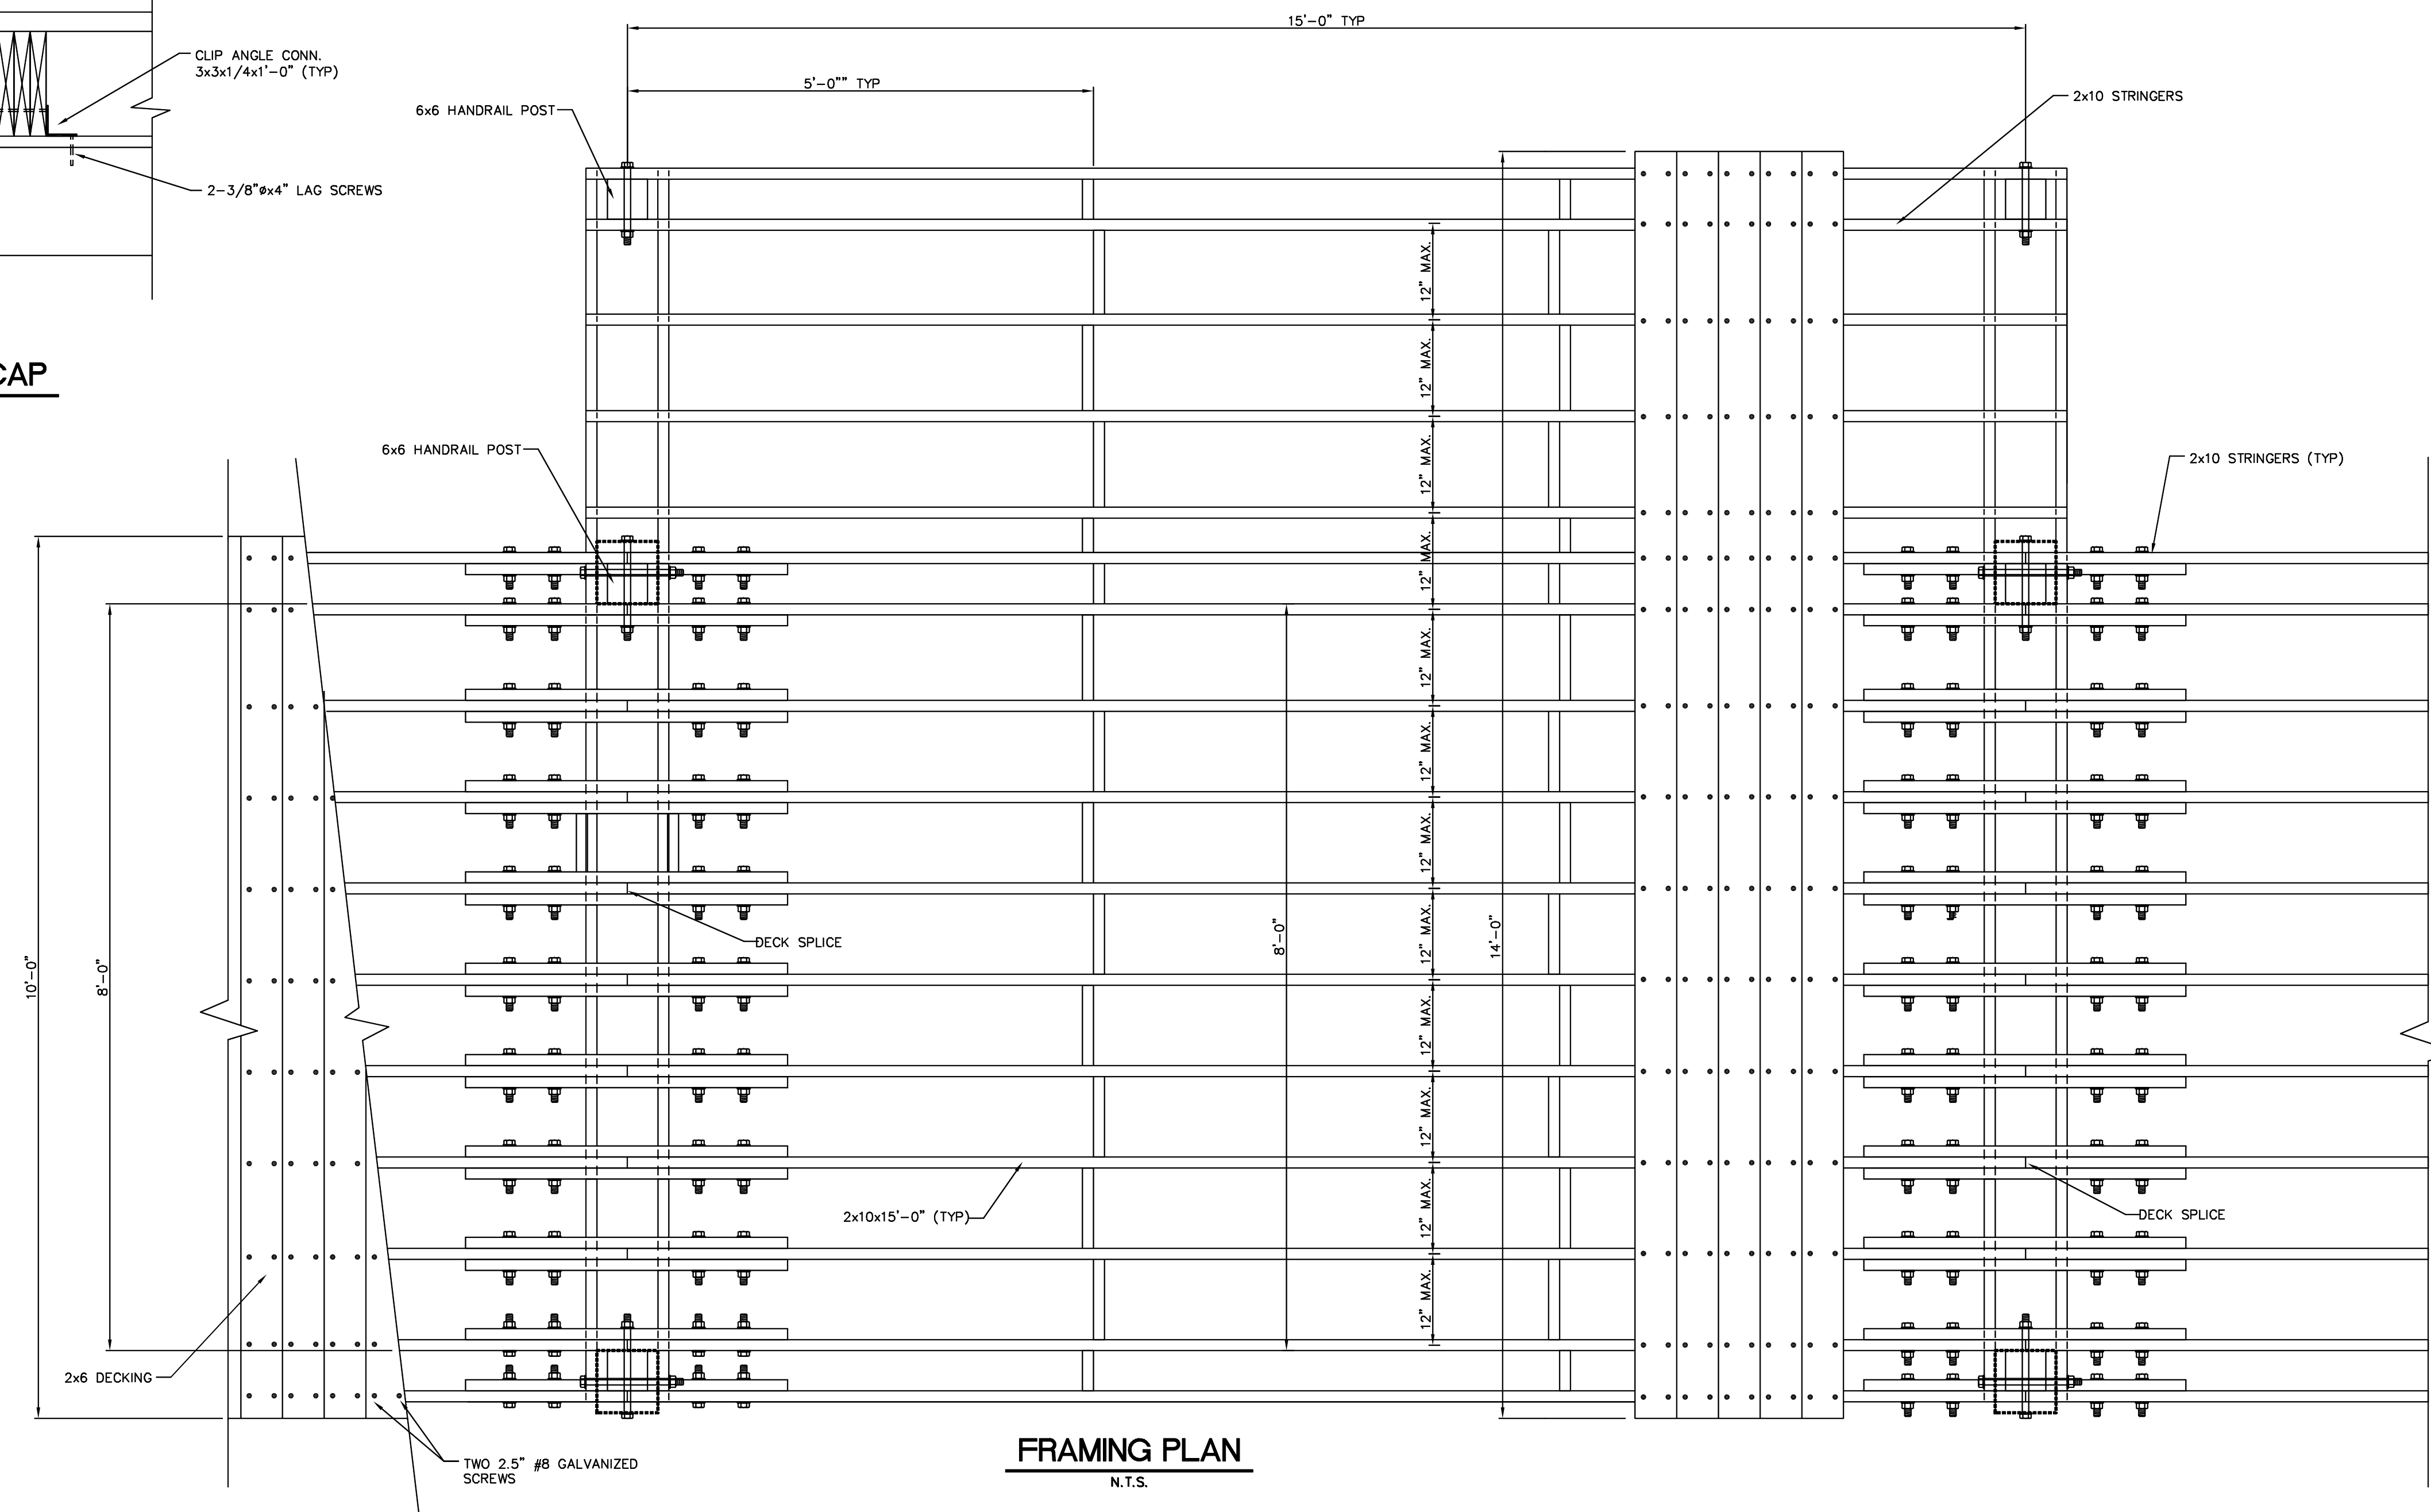 15'-0" TYP
CLIP ANGLE CONN.
3x3x1/4x1'-0" (TYP)
5'-0"" TYP
6x6 HANDRAIL POST
2x10 STRINGERS
2-3/8"øx4" LAG SCREWS
12" MAX.
CAP
12" MAX.
6x6 HANDRAIL POST
12" MAX.
2x10 STRINGERS (TYP)
12" MAX.
12" MAX.
12" MAX.
12" MAX.
DECK SPLICE
10'-0"
8'-0"
8'-0"
14'-0"
12" MAX.
12" MAX.
12" MAX.
2x10x15'-0" (TYP)
12" MAX.
DECK SPLICE
12" MAX.
2x6 DECKING
TWO 2.5" #8 GALVANIZED
SCREWS
FRAMING PLAN
N.T.S.